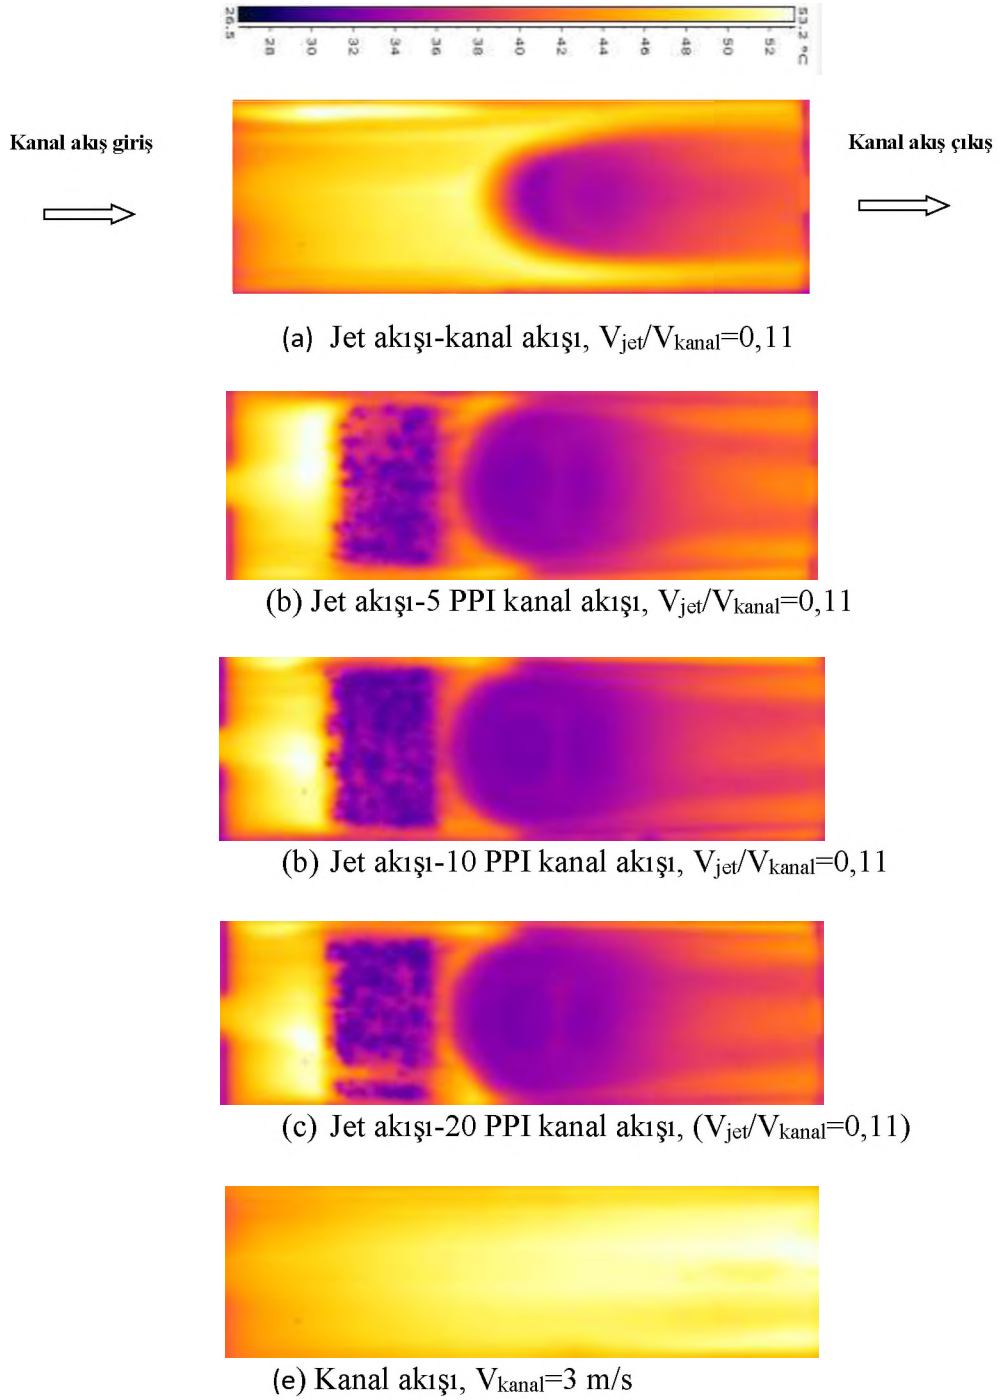 26.5 28 30 32 34 36 38 40 42 44 46 48 50 52 53.2 °C
Kanal akış giriş
Kanal akış çıkış
(a) Jet akışı-kanal akışı, Vjet/Vkanal=0,11
(b) Jet akışı-5 PPI kanal akışı, Vjet/Vkanal=0,11
(b) Jet akışı-10 PPI kanal akışı, Vjet/Vkanal=0,11
(c) Jet akışı-20 PPI kanal akışı, (Vjet/Vkanal=0,11)
(e) Kanal akışı, Vkanal=3 m/s